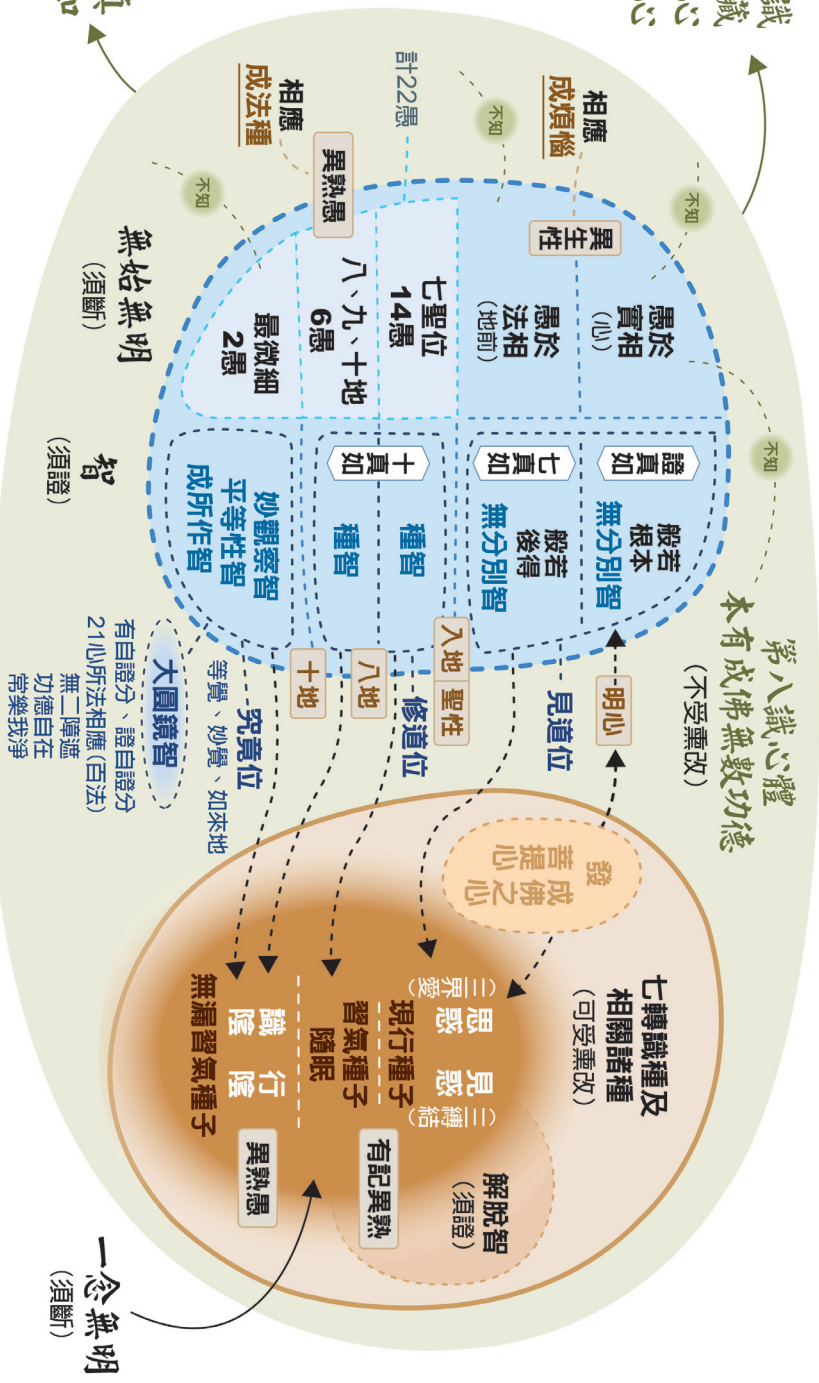 識
藏
心
心
第八識心體
本有成佛無數功德
(不受熏改)
不知
不知
不知
不知
相應
成煩惱
計22愚
相應
成法種
真
如
異生性
異熟愚
愚於
實相
(心)
愚於
法相
(地前)
七聖位
14愚
八、九、十地
6愚
最微細
2愚
無始無明
(須斷)
證真如
般若
根本
無分別智
七真如
般若
後得
無分別智
十真如
種智
種智
妙觀察智
平等性智
成所作智
智
(須證)
明心
見道位
入地
聖性
修道位
八地
十地
究竟位
等覺、妙覺、如來地
大圓鏡智
有自證分、證自證分
21心所法相應(百法)
無二障遮
功德自在
常樂我淨
發
菩提心
成佛之心
七轉識種及
相關諸種
(可受熏改)
(三界愛)
思惑
見惑
(三縛結)
現行種子
習氣種子
隨眠
識陰
行陰
無漏習氣種子
解脫智
(須證)
有記異熟
異熟愚
一念無明
(須斷)